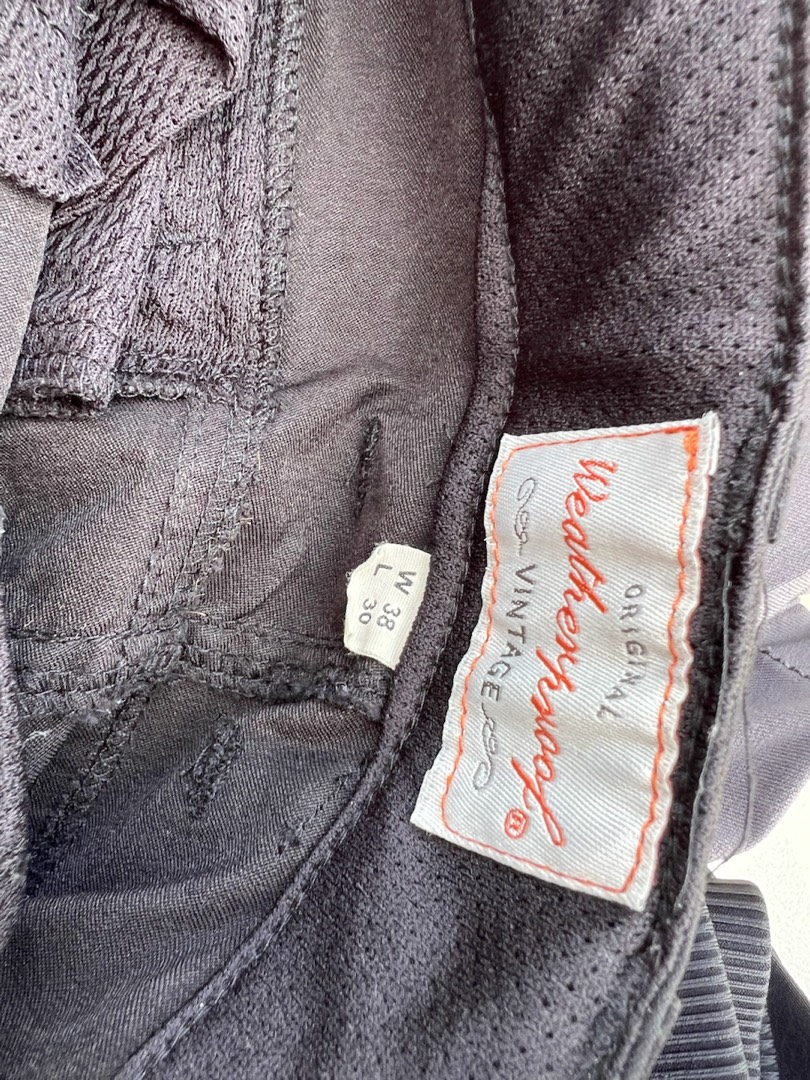 ORIGINAL
Weatherproof®
VINTAGE
W 38
L 30